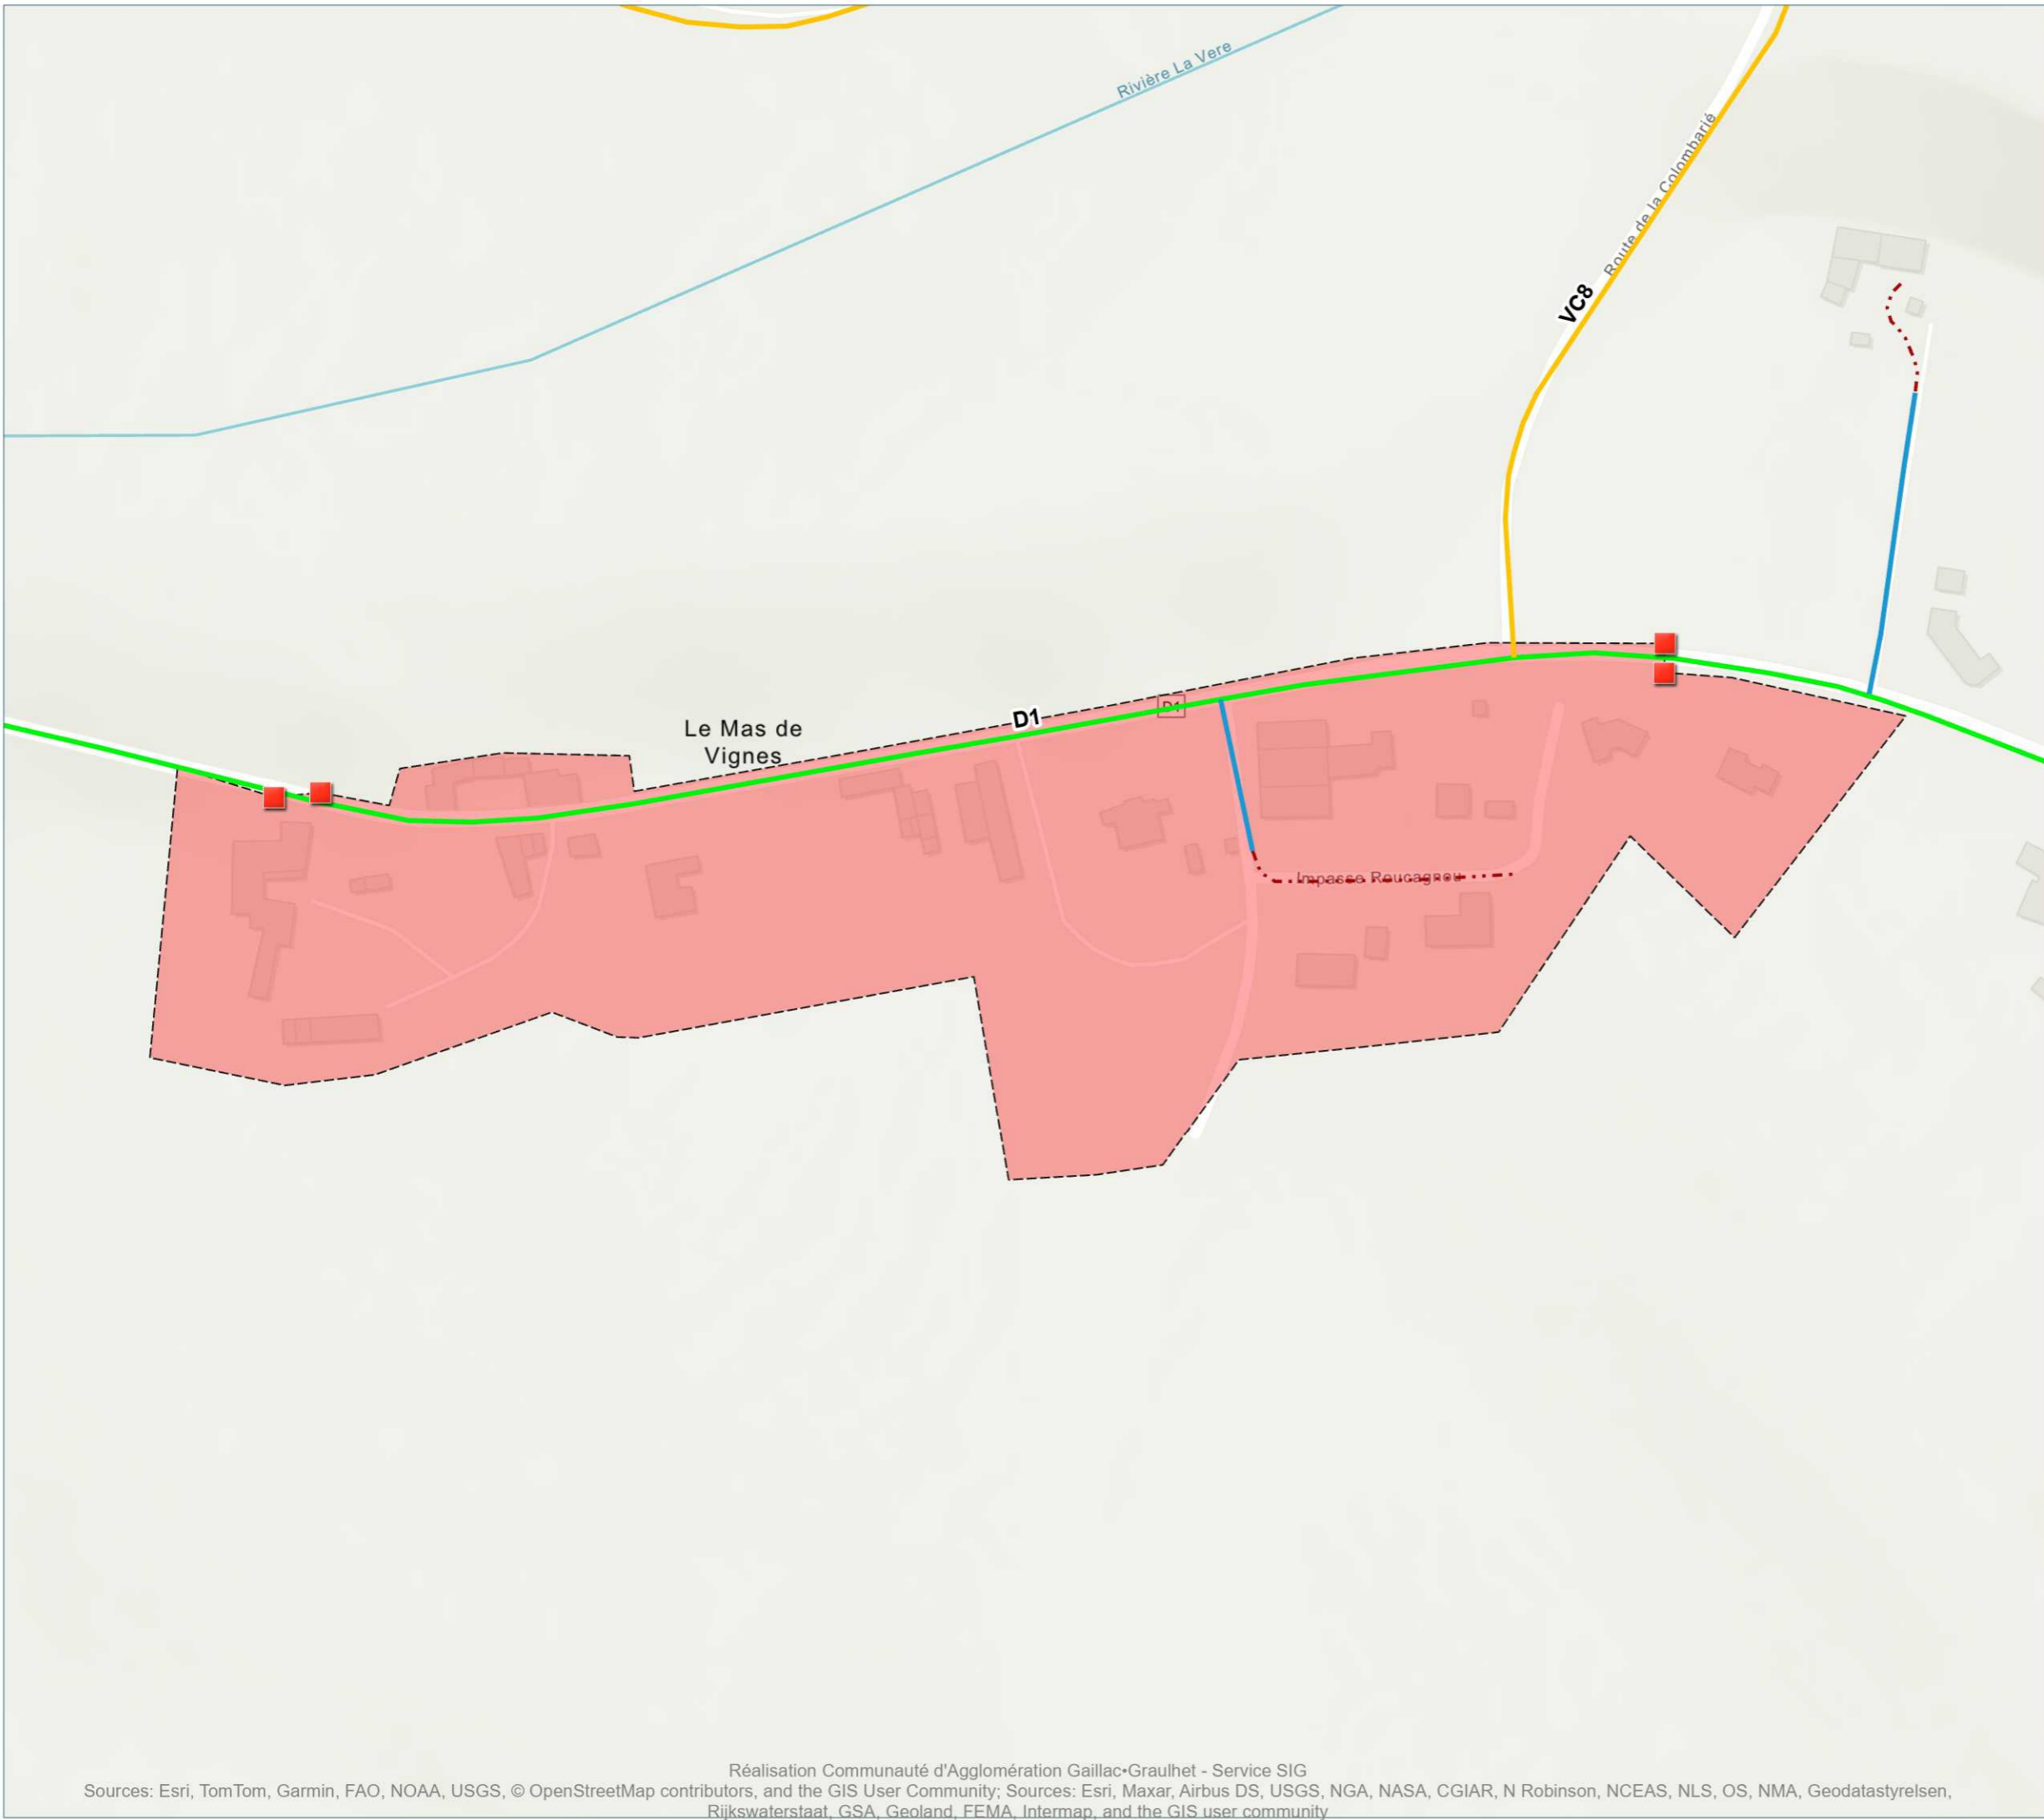 Rivière La Vere
Route de la Colombarié
VC8
Le Mas de
Vignes
D1
D1
Impasse Roucagnou
Réalisation Communauté d'Agglomération Gaillac•Graulhet - Service SIG
Sources: Esri, TomTom, Garmin, FAO, NOAA, USGS, © OpenStreetMap contributors, and the GIS User Community; Sources: Esri, Maxar, Airbus DS, USGS, NGA, NASA, CGIAR, N Robinson, NCEAS, NLS, OS, NMA, Geodatastyrelsen,
Rijkswaterstaat, GSA, Geoland, FEMA, Intermap, and the GIS user community